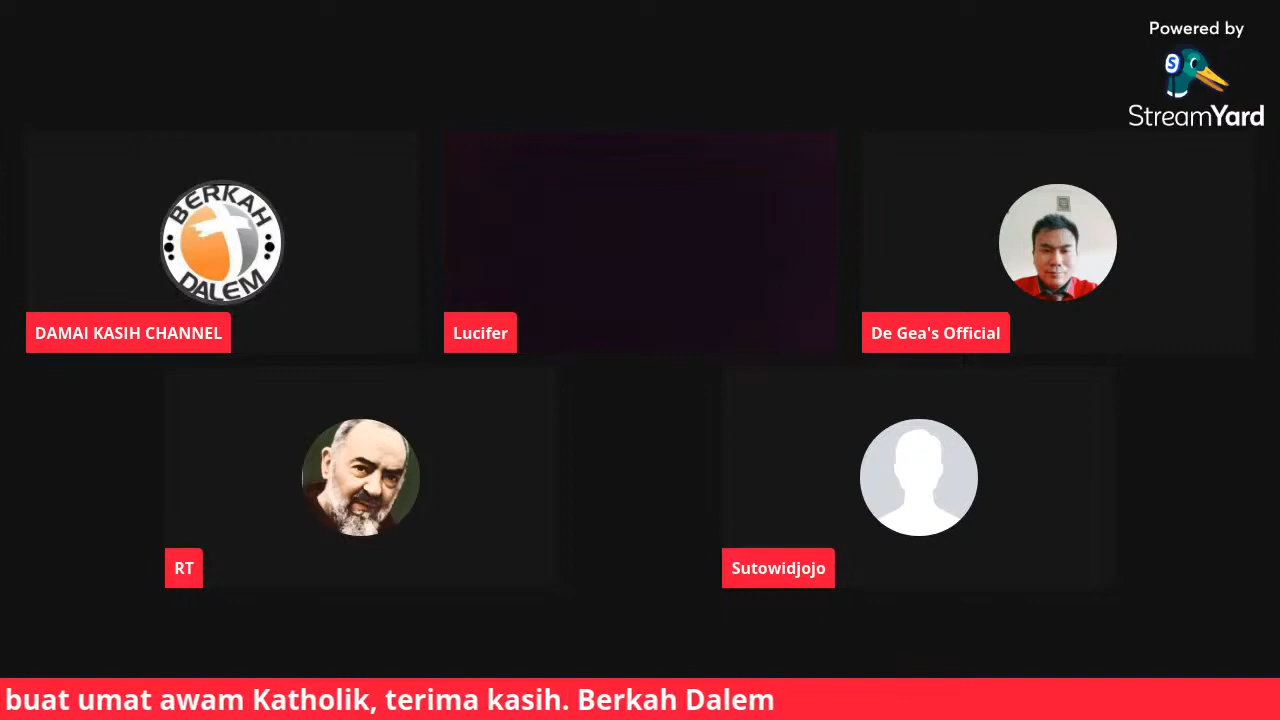 Powered by
StreamYard
BERKAH
DALEM
DAMAI KASIH CHANNEL
Lucifer
De Gea's Official
RT
Sutowidjojo
buat umat awam Katholik, terima kasih. Berkah Dalem